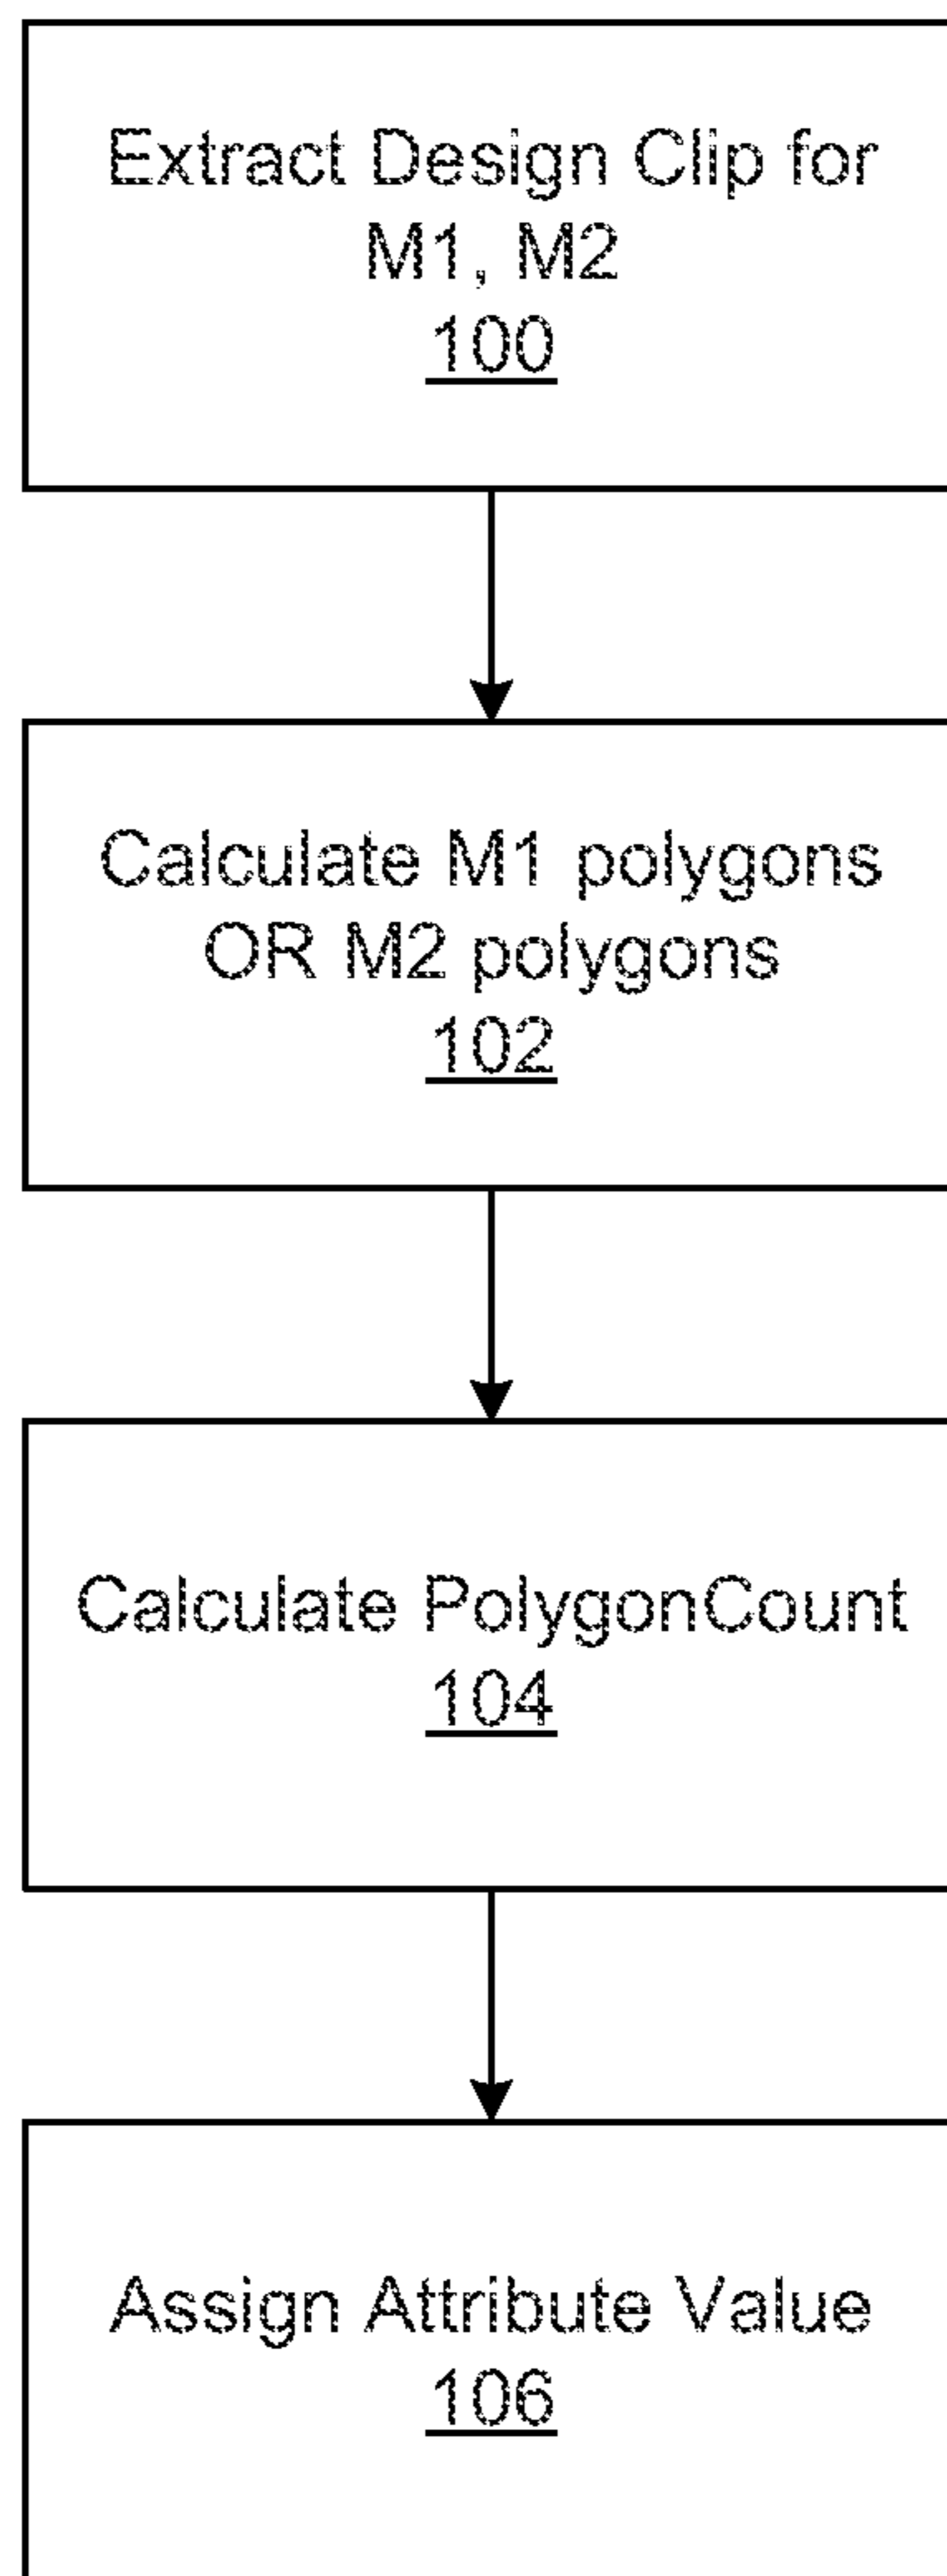 Extract Design Clip for
M1, M2
100
Calculate M1 polygons
OR M2 polygons
102
Calculate PolygonCount
104
Assign Attribute Value
106